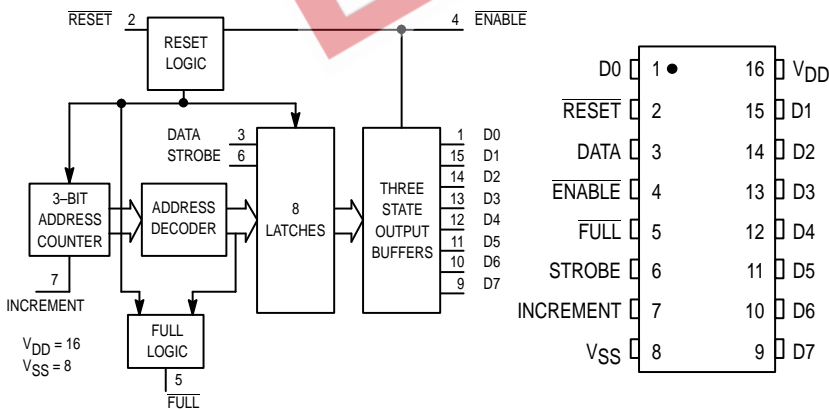 RESET 2
RESET
LOGIC
4 ENABLE
DATA 3
STROBE 6
3–BIT
ADDRESS
COUNTER
ADDRESS
DECODER
8
LATCHES
THREE
STATE
OUTPUT
BUFFERS
1 D0
15 D1
14 D2
13 D3
12 D4
11 D5
10 D6
9 D7
7
INCREMENT
FULL
LOGIC
VDD = 16
VSS = 8
5
FULL
D0 1 16 VDD
RESET 2 15 D1
DATA 3 14 D2
ENABLE 4 13 D3
FULL 5 12 D4
STROBE 6 11 D5
INCREMENT 7 10 D6
VSS 8 9 D7